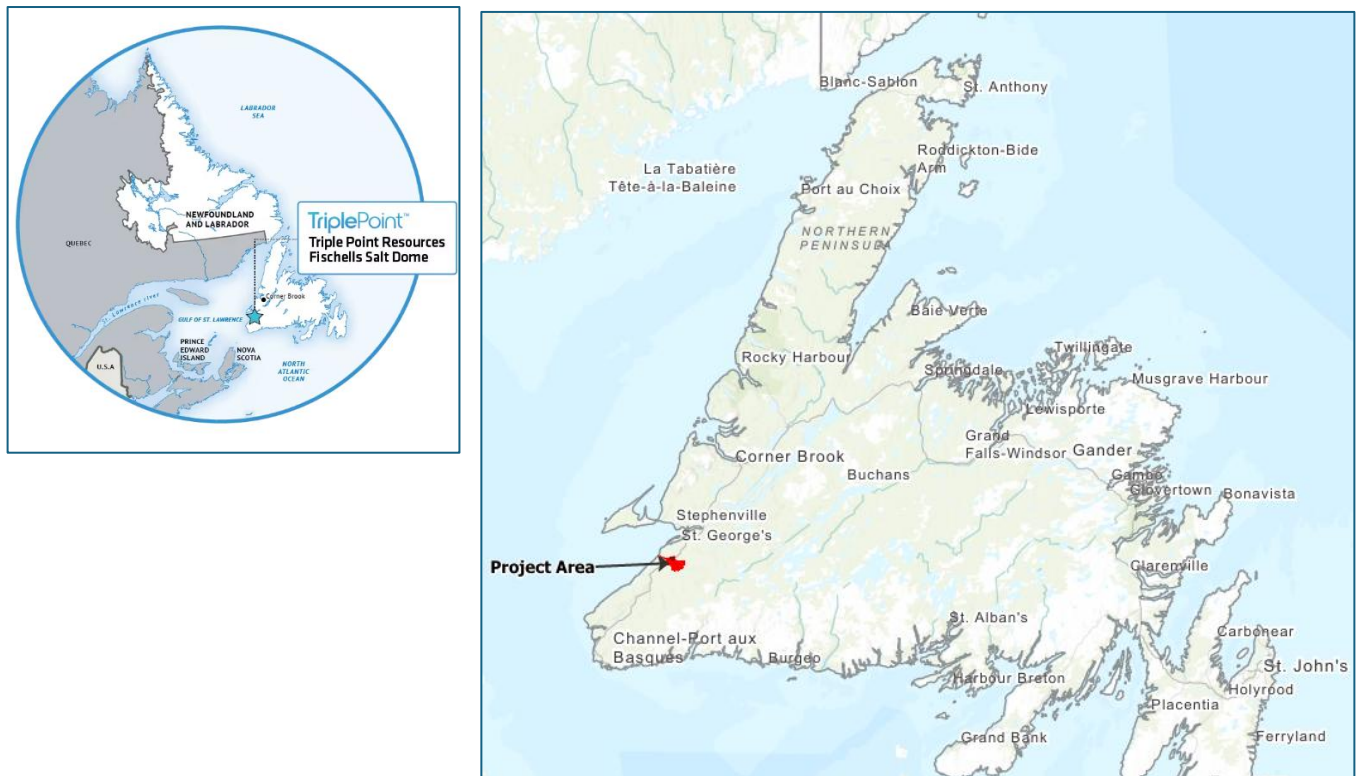 LABRADOR
SEA
NEWFOUNDLAND
AND LABRADOR
QUEBEC
TriplePoint™
Triple Point Resources
Fischells Salt Dome
Corner Brook
St. Lawrence river
GULF OF ST. LAWRENCE
PRINCE
EDWARD
ISLAND
NOVA
SCOTIA
NORTH
ATLANTIC
OCEAN
U.S.A
Blanc-Sablon
St. Anthony
Roddickton-Bide
Arm
La Tabatière
Tête-à-la-Baleine
Port au Choix
NORTHERN
PENINSULA
Baie Verte
Rocky Harbour
Twillingate
Springdale
Musgrave Harbour
Lewisporte
Grand
Falls-Windsor
Gander
Corner Brook
Buchans
Gambo
Glovertown
Bonavista
Stephenville
St. George's
Project Area
Clarenville
St. Alban's
Channel-Port aux
Basques
Burgeo
Carbonear
St. John's
Harbour Breton
Holyrood
Placentia
Grand Bank
Ferryland